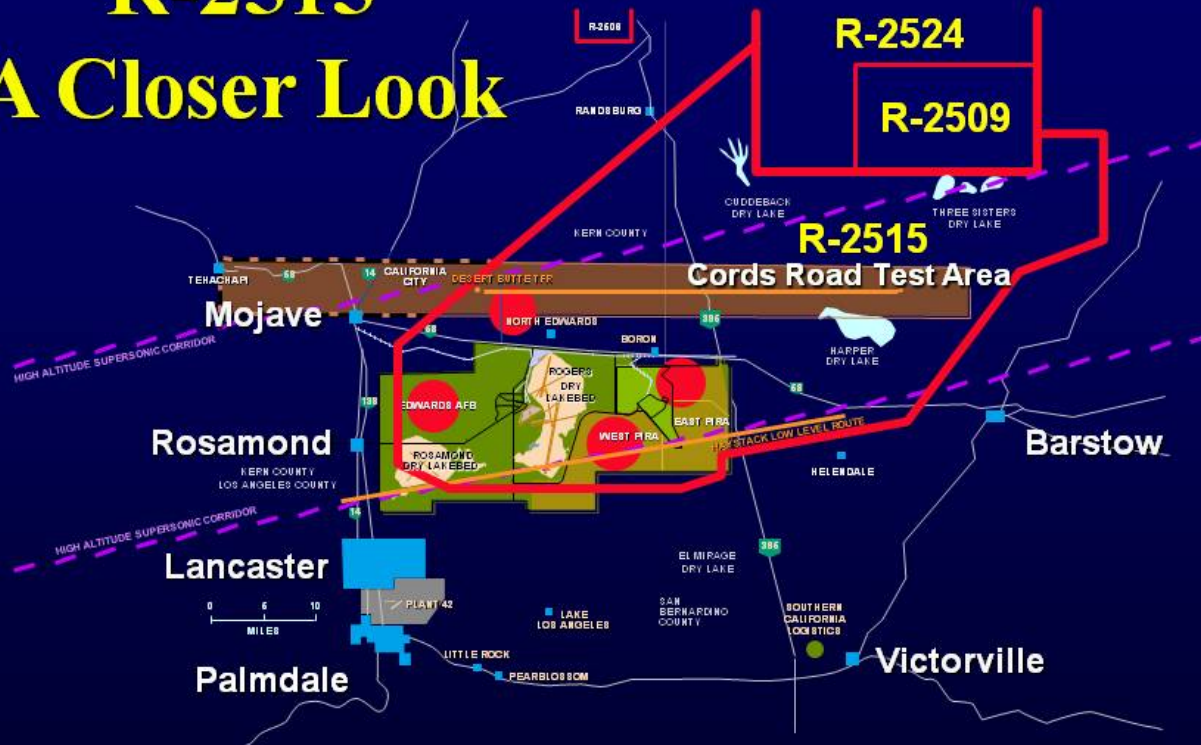 R-2515
A Closer Look
R-2508
R-2524
R-2509
RANDSBURG
CUDDEBACK
DRY LAKE
THREE SISTERS
DRY LAKE
KERN COUNTY
R-2515
Cords Road Test Area
TEHACHAPI
58
14
CALIFORNIA
CITY
DESERT BUTTE TFR
Mojave
58
NORTH EDWARDS
395
BORON
HARPER
DRY LAKE
HIGH ALTITUDE SUPERSONIC CORRIDOR
ROGERS
DRY
LAKEBED
58
138
EDWARDS AFB
EAST PIRA
WEST PIRA
HAYSTACK LOW LEVEL ROUTE
Rosamond
Barstow
ROSAMOND
DRY LAKEBED
KERN COUNTY
LOS ANGELES COUNTY
HELENDALE
14
HIGH ALTITUDE SUPERSONIC CORRIDOR
395
Lancaster
EL MIRAGE
DRY LAKE
0 5 10
MILES
PLANT 42
LAKE
LOS ANGELES
SAN
BERNARDINO
COUNTY
SOUTHERN
CALIFORNIA
LOGISTICS
LITTLE ROCK
Victorville
Palmdale
PEARBLOSSOM